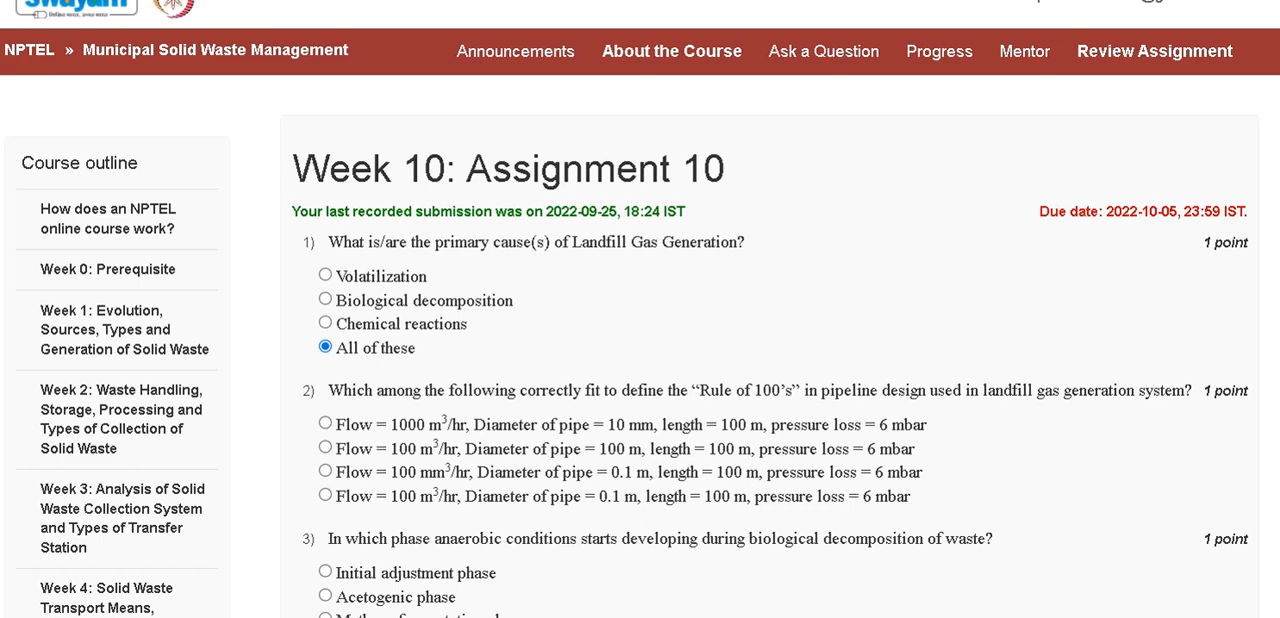 swayam
NPTEL » Municipal Solid Waste Management
Announcements About the Course Ask a Question Progress Mentor Review Assignment
Course outline
How does an NPTEL
online course work?
Week 0: Prerequisite
Week 1: Evolution,
Sources, Types and
Generation of Solid Waste
Week 2: Waste Handling,
Storage, Processing and
Types of Collection of
Solid Waste
Week 3: Analysis of Solid
Waste Collection System
and Types of Transfer
Station
Week 4: Solid Waste
Transport Means,
Week 10: Assignment 10
Your last recorded submission was on 2022-09-25, 18:24 IST Due date: 2022-10-05, 23:59 IST.
1) What is/are the primary cause(s) of Landfill Gas Generation? 1 point
Volatilization
Biological decomposition
Chemical reactions
All of these
2) Which among the following correctly fit to define the “Rule of 100’s” in pipeline design used in landfill gas generation system? 1 point
Flow = 1000 m³/hr, Diameter of pipe = 10 mm, length = 100 m, pressure loss = 6 mbar
Flow = 100 m³/hr, Diameter of pipe = 100 m, length = 100 m, pressure loss = 6 mbar
Flow = 100 mm³/hr, Diameter of pipe = 0.1 m, length = 100 m, pressure loss = 6 mbar
Flow = 100 m³/hr, Diameter of pipe = 0.1 m, length = 100 m, pressure loss = 6 mbar
3) In which phase anaerobic conditions starts developing during biological decomposition of waste? 1 point
Initial adjustment phase
Acetogenic phase